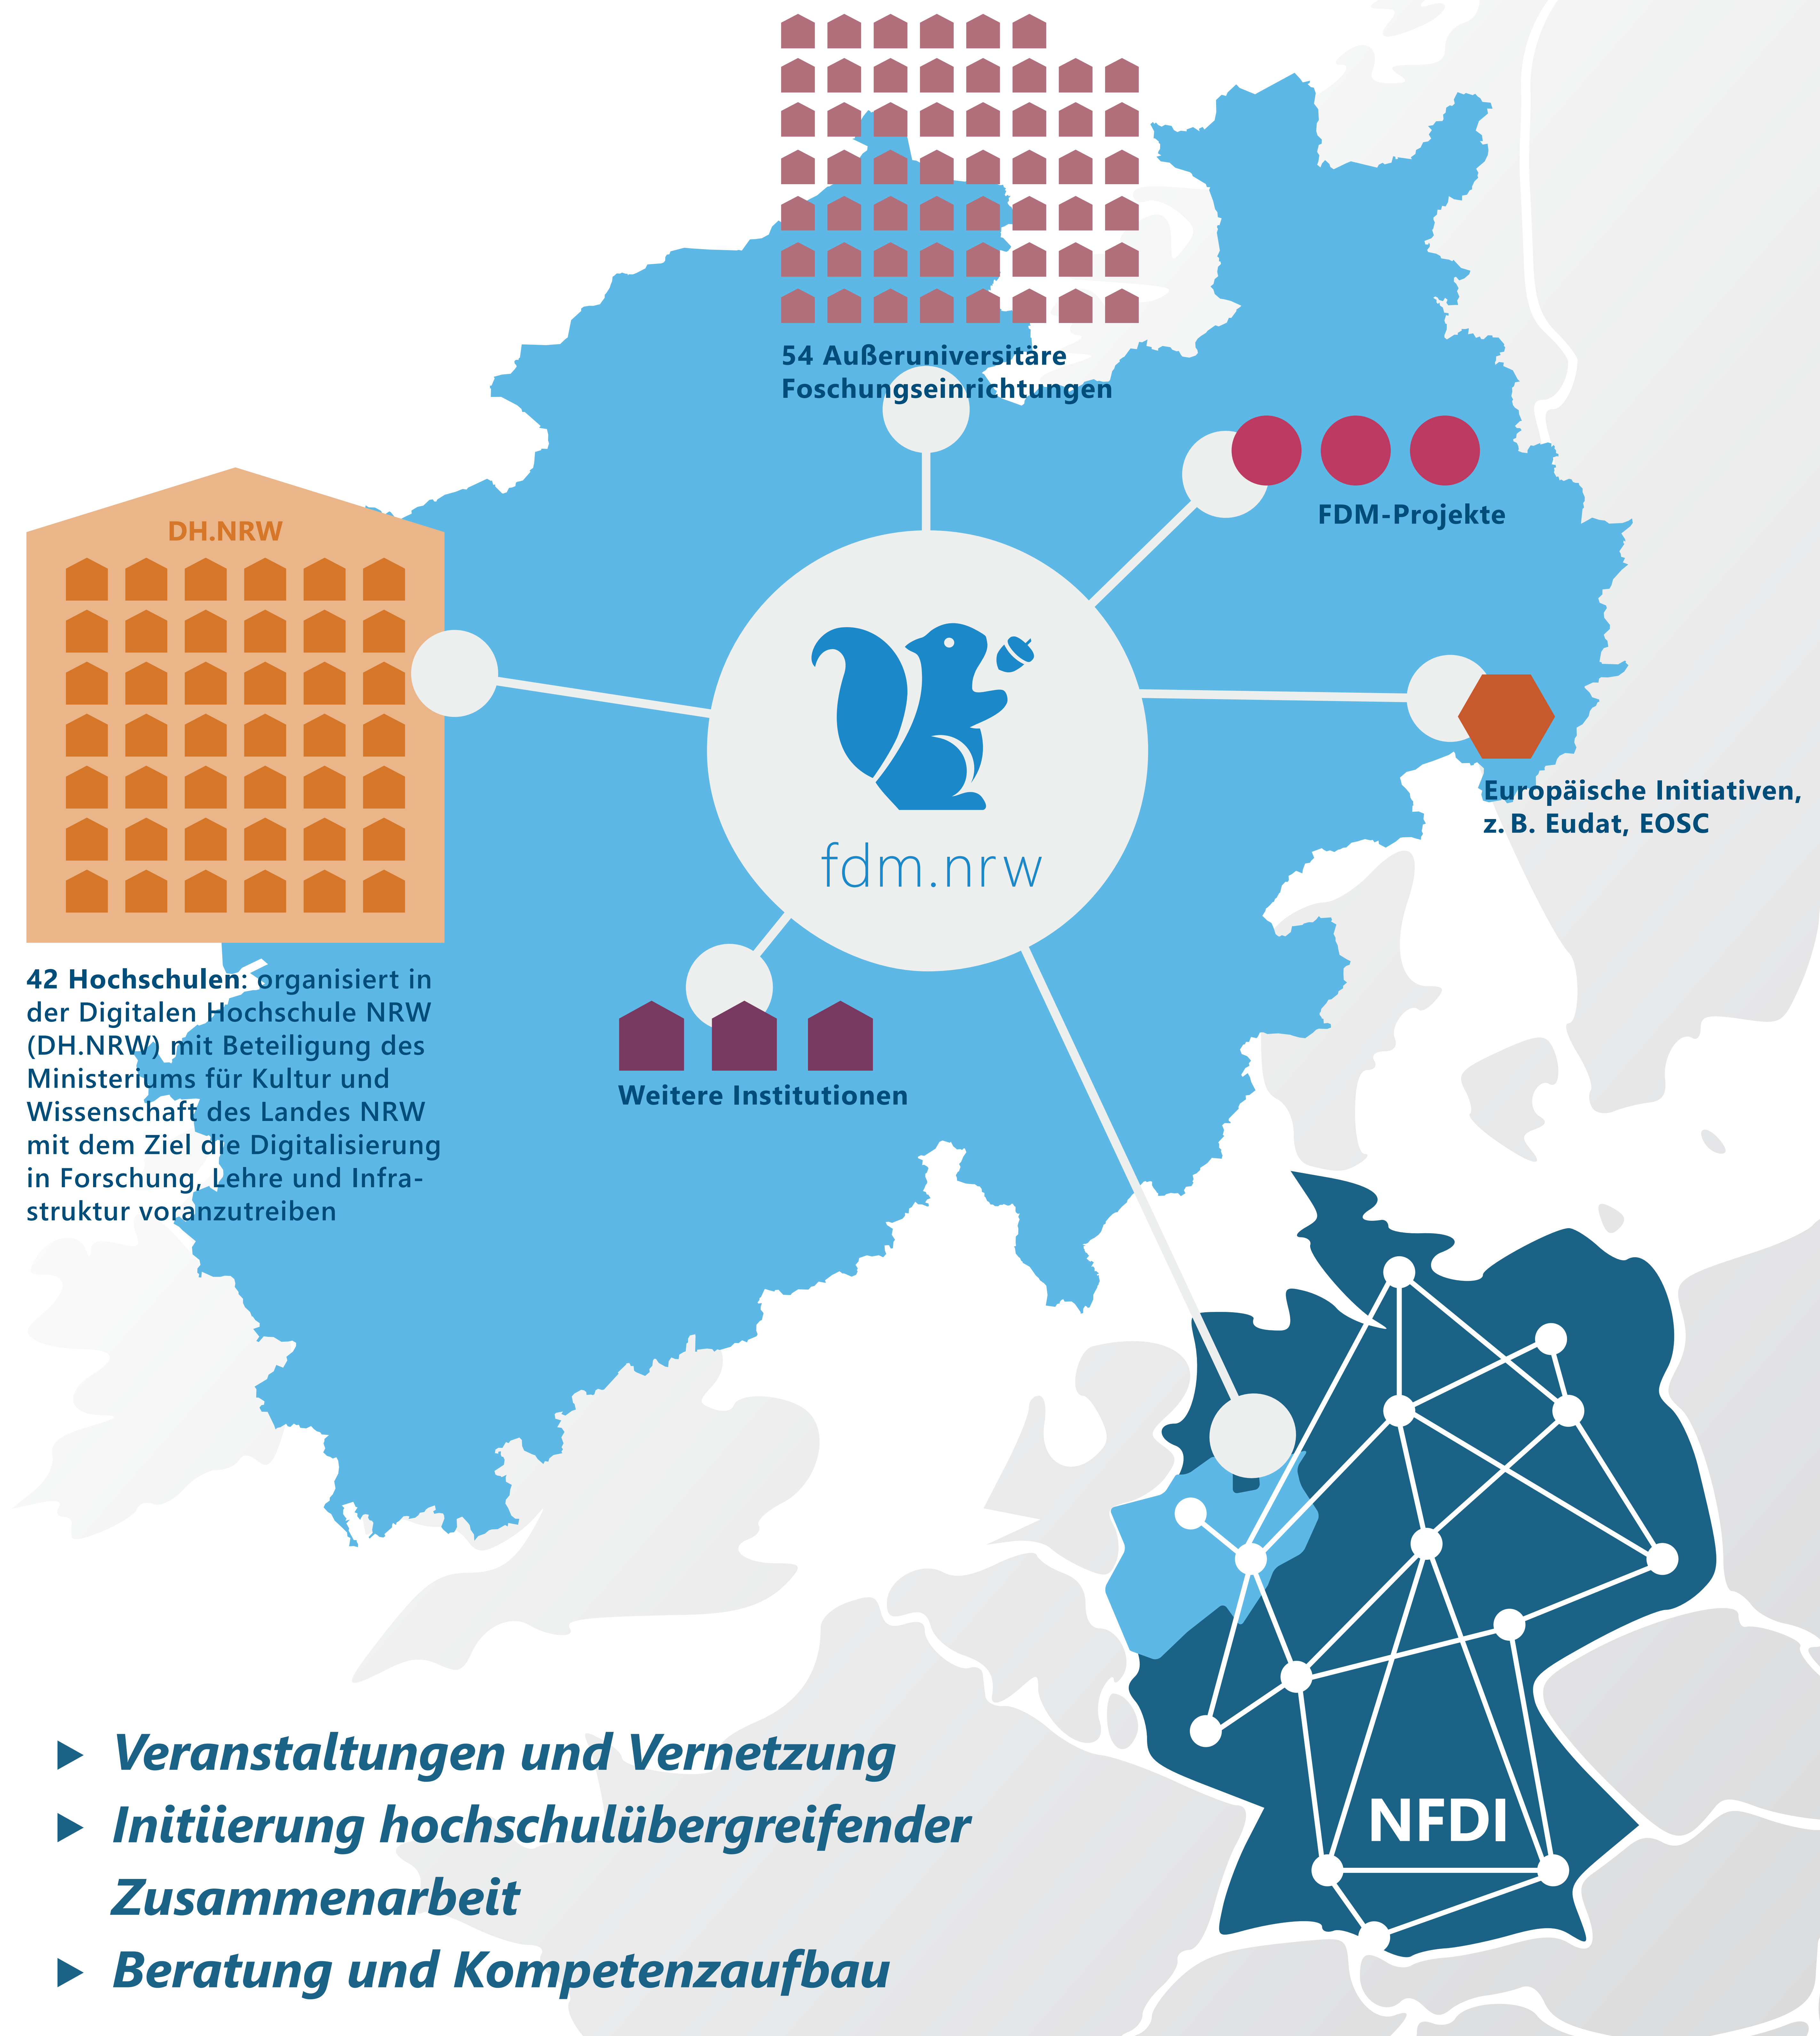 54 Außeruniversitäre
Foschungseinrichtungen
FDM-Projekte
DH.NRW
fdm.nrw
Europäische Initiativen,
z. B. Eudat, EOSC
42 Hochschulen: organisiert in
der Digitalen Hochschule NRW
(DH.NRW) mit Beteiligung des
Ministeriums für Kultur und
Wissenschaft des Landes NRW
mit dem Ziel die Digitalisierung
in Forschung, Lehre und Infra-
struktur voranzutreiben
Weitere Institutionen
NFDI
▶ Veranstaltungen und Vernetzung
▶ Initiierung hochschulübergreifender
Zusammenarbeit
▶ Beratung und Kompetenzaufbau